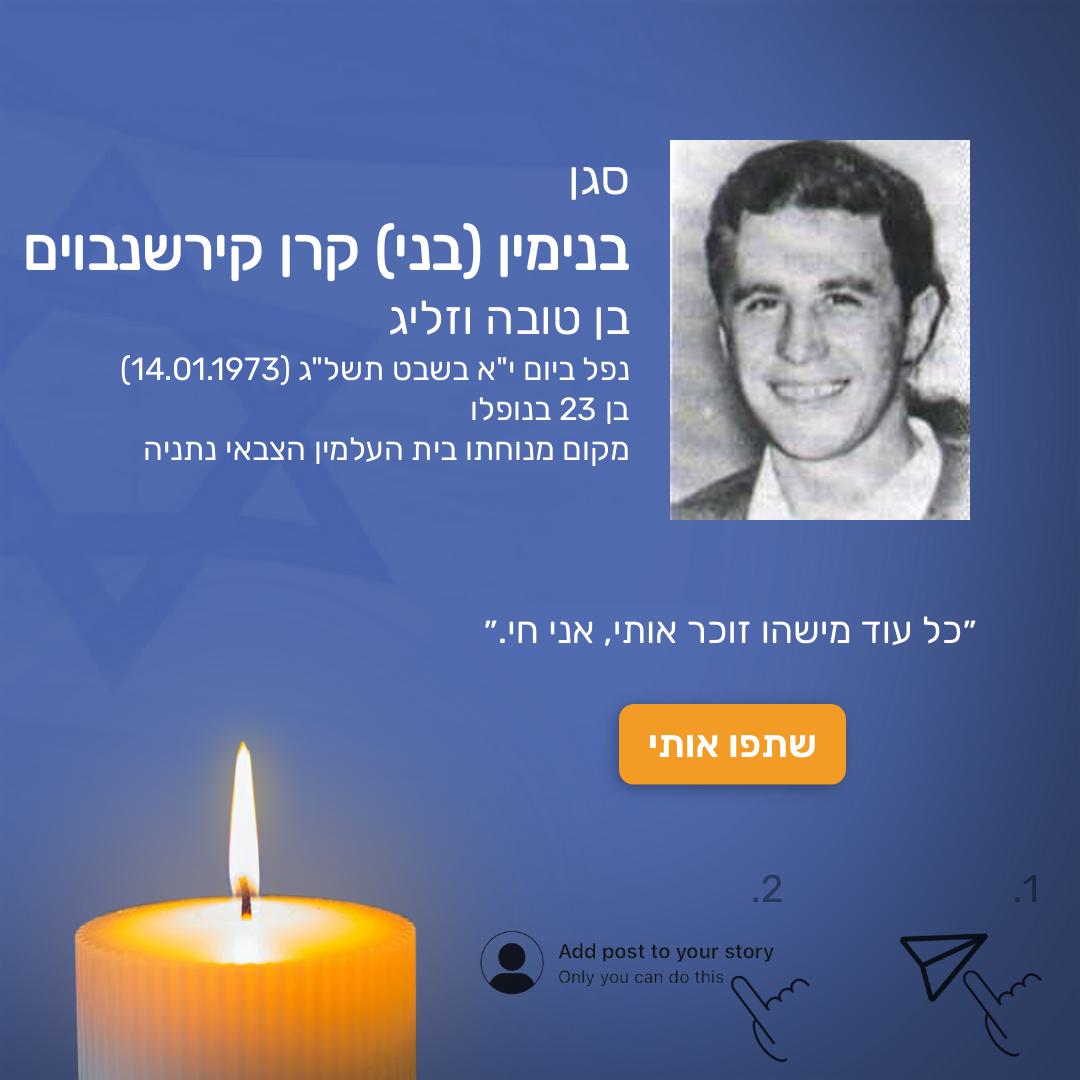 סגן
בנימין (בני) קרן קירשנבוים
בן טובה וזליג
נפל ביום י"א בשבט תשל"ג (14.01.1973)
בן 23 בנופלו
מקום מנוחתו בית העלמין הצבאי נתניה
”כל עוד מישהו זוכר אותי, אני חי.”
שתפו אותי
1.
2.
Add post to your story
Only you can do this